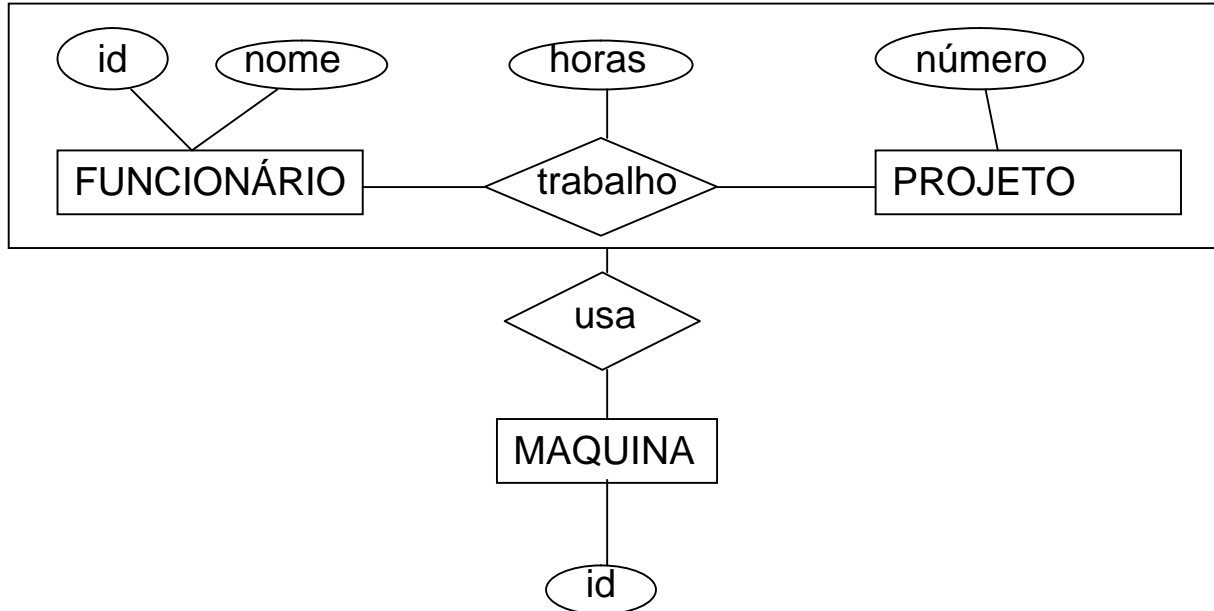 id
nome
horas
número
FUNCIONÁRIO
trabalho
PROJETO
usa
MAQUINA
id